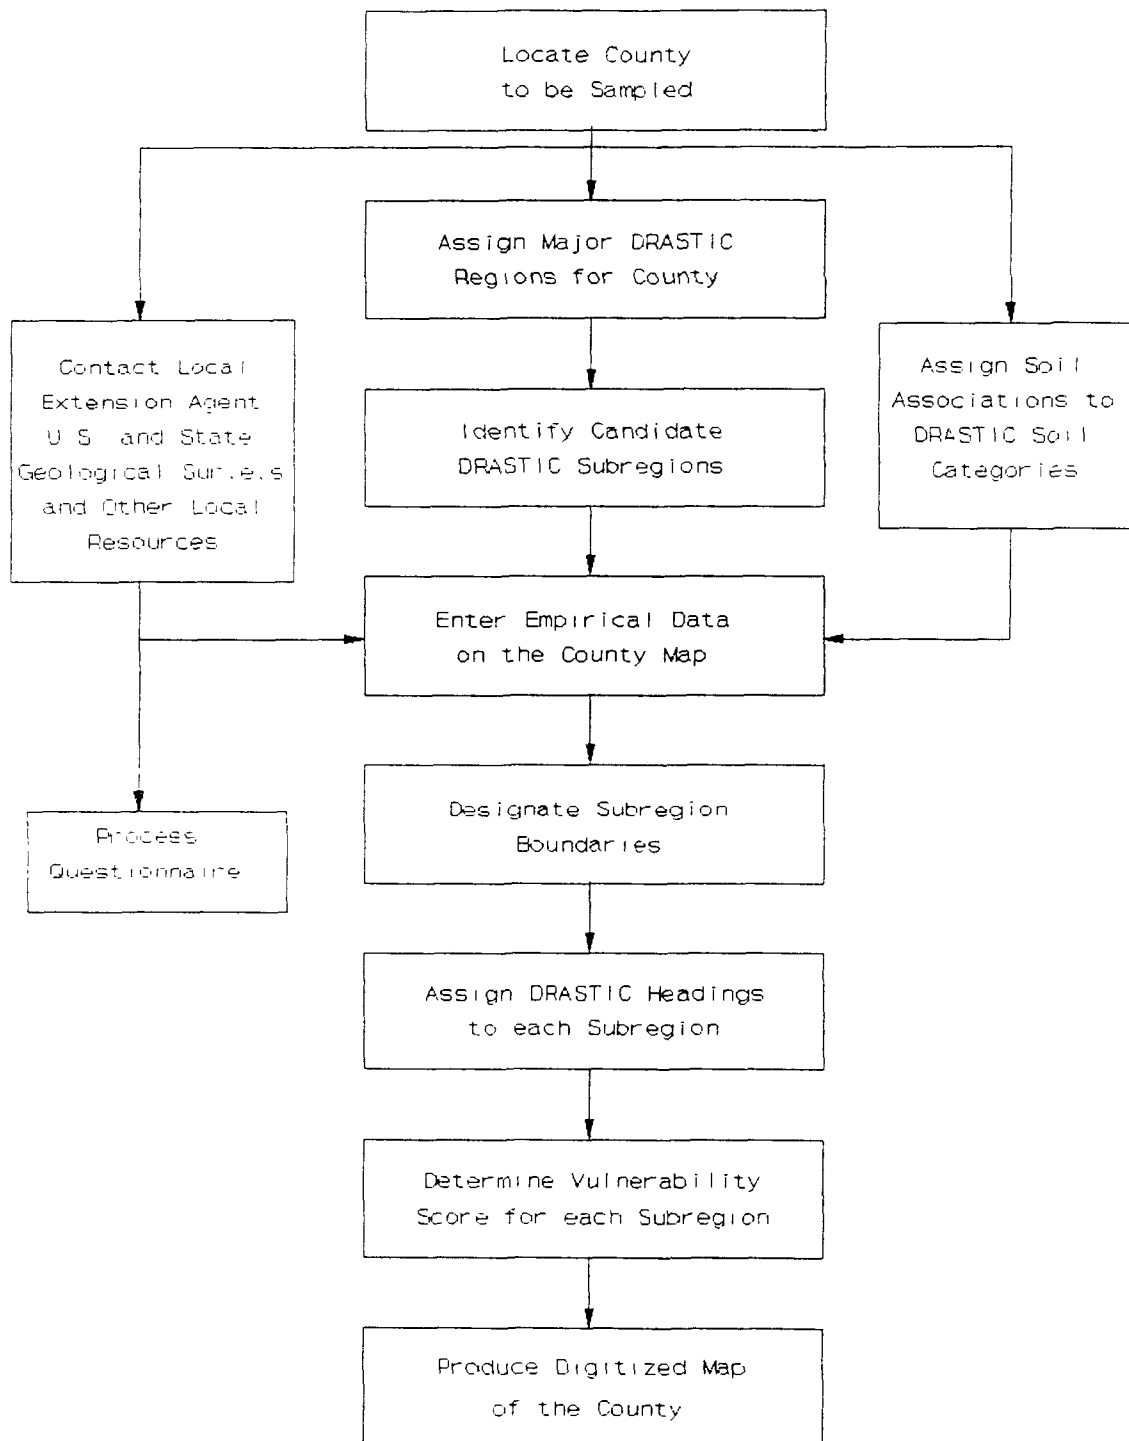 Locate County
to be Sampled
Assign Major DRASTIC
Regions for County
Contact Local
Extension Agent
U S and State
Geological Surveys
and Other Local
Resources
Identify Candidate
DRASTIC Subregions
Assign Soil
Associations to
DRASTIC Soil
Categories
Enter Empirical Data
on the County Map
Designate Subregion
Boundaries
Process
Questionnaire
Assign DRASTIC Headings
to each Subregion
Determine Vulnerability
Score for each Subregion
Produce Digitized Map
of the County